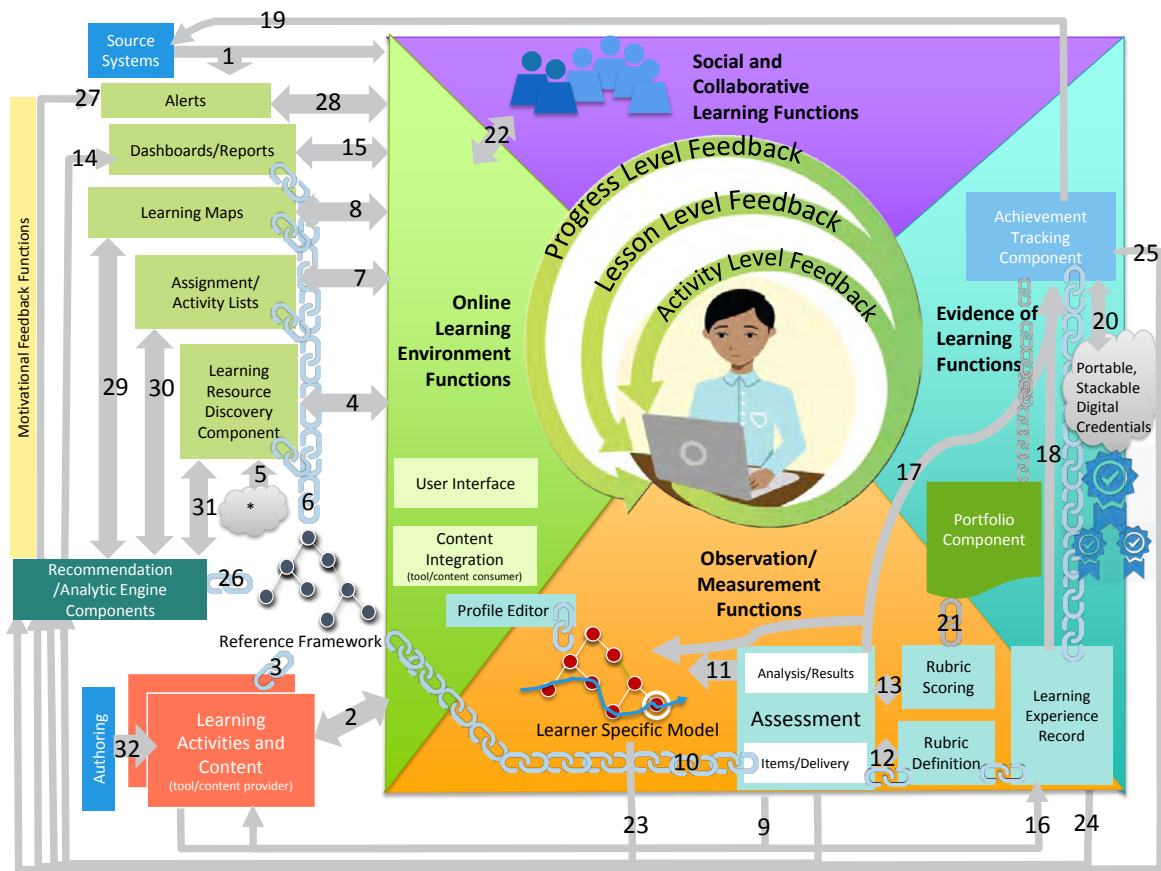 19
Source
Systems
1
27
Alerts
28
14
Dashboards/Reports
15
Learning Maps
8
Assignment/
Activity Lists
7
29
30
Learning
Resource
Discovery
Component
4
5
*
31
6
Motivational Feedback Functions
Recommendation
/Analytic Engine
Components
26
Reference Framework
3
Authoring
32
Learning
Activities and
Content
(tool/content provider)
2
22
Social and
Collaborative
Learning Functions
Progress Level Feedback
Lesson Level Feedback
Activity Level Feedback
Online
Learning
Environment
Functions
User Interface
Content
Integration
(tool/content consumer)
Profile Editor
Observation/
Measurement
Functions
Learner Specific Model
11
Analysis/Results
Assessment
Items/Delivery
10
13
12
Rubric
Scoring
Rubric
Definition
21
Portfolio
Component
17
18
Evidence of
Learning
Functions
Achievement
Tracking
Component
25
20
Portable,
Stackable
Digital
Credentials
Learning
Experience
Record
23
9
16
24